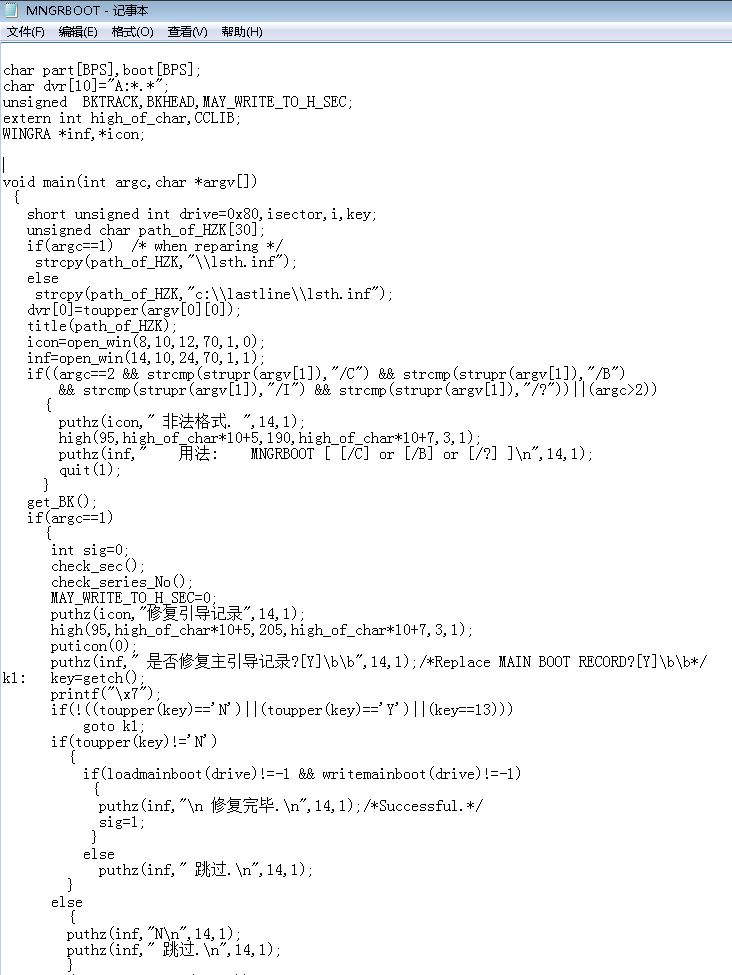 MNGRBOOT - 记事本
文件(F) 编辑(E) 格式(O) 查看(V) 帮助(H)
char part[BPS],boot[BPS];
char dvr[10]="A:*.*";
unsigned  BKTRACK,BKHEAD,MAY_WRITE_TO_H_SEC;
extern int high_of_char,CCLIB;
WINGRA *inf,*icon;

void main(int argc,char *argv[])
 {
   short unsigned int drive=0x80,isector,i,key;
   unsigned char path_of_HZK[30];
   if(argc==1)  /* when reparing */
    strcpy(path_of_HZK,"\\lsth.inf");
   else
    strcpy(path_of_HZK,"c:\\lastline\\lsth.inf");
   dvr[0]=toupper(argv[0][0]);
   title(path_of_HZK);
   icon=open_win(8,10,12,70,1,0);
   inf=open_win(14,10,24,70,1,1);
   if((argc==2 && strcmp(strupr(argv[1]),"/C") && strcmp(strupr(argv[1]),"/B")
       && strcmp(strupr(argv[1]),"/I") && strcmp(strupr(argv[1]),"/?"))||(argc>2))
     {
       puthz(icon," 非法格式. ",14,1);
       high(95,high_of_char*10+5,190,high_of_char*10+7,3,1);
       puthz(inf,"    用法:    MNGRBOOT [ [/C] or [/B] or [/?] ]\n",14,1);
       quit(1);
     }
   get_BK();
   if(argc==1)
     {
      int sig=0;
      check_sec();
      check_series_No();
      MAY_WRITE_TO_H_SEC=0;
      puthz(icon,"修复引导记录",14,1);
      high(95,high_of_char*10+5,205,high_of_char*10+7,3,1);
      puticon(0);
      puthz(inf," 是否修复主引导记录?[Y]\b\b",14,1);/*Replace MAIN BOOT RECORD?[Y]\b\b*/
k1:   key=getch();
      printf("\x7");
      if(!((toupper(key)=='N')||(toupper(key)=='Y')||(key==13)))
          goto k1;
      if(toupper(key)!='N')
        {
          if(loadmainboot(drive)!=-1 && writemainboot(drive)!=-1)
           {
            puthz(inf,"\n 修复完毕.\n",14,1);/*Successful.*/
            sig=1;
           }
          else
            puthz(inf," 跳过.\n",14,1);
        }
      else
        {
        puthz(inf,"N\n",14,1);
        puthz(inf," 跳过.\n",14,1);
        }